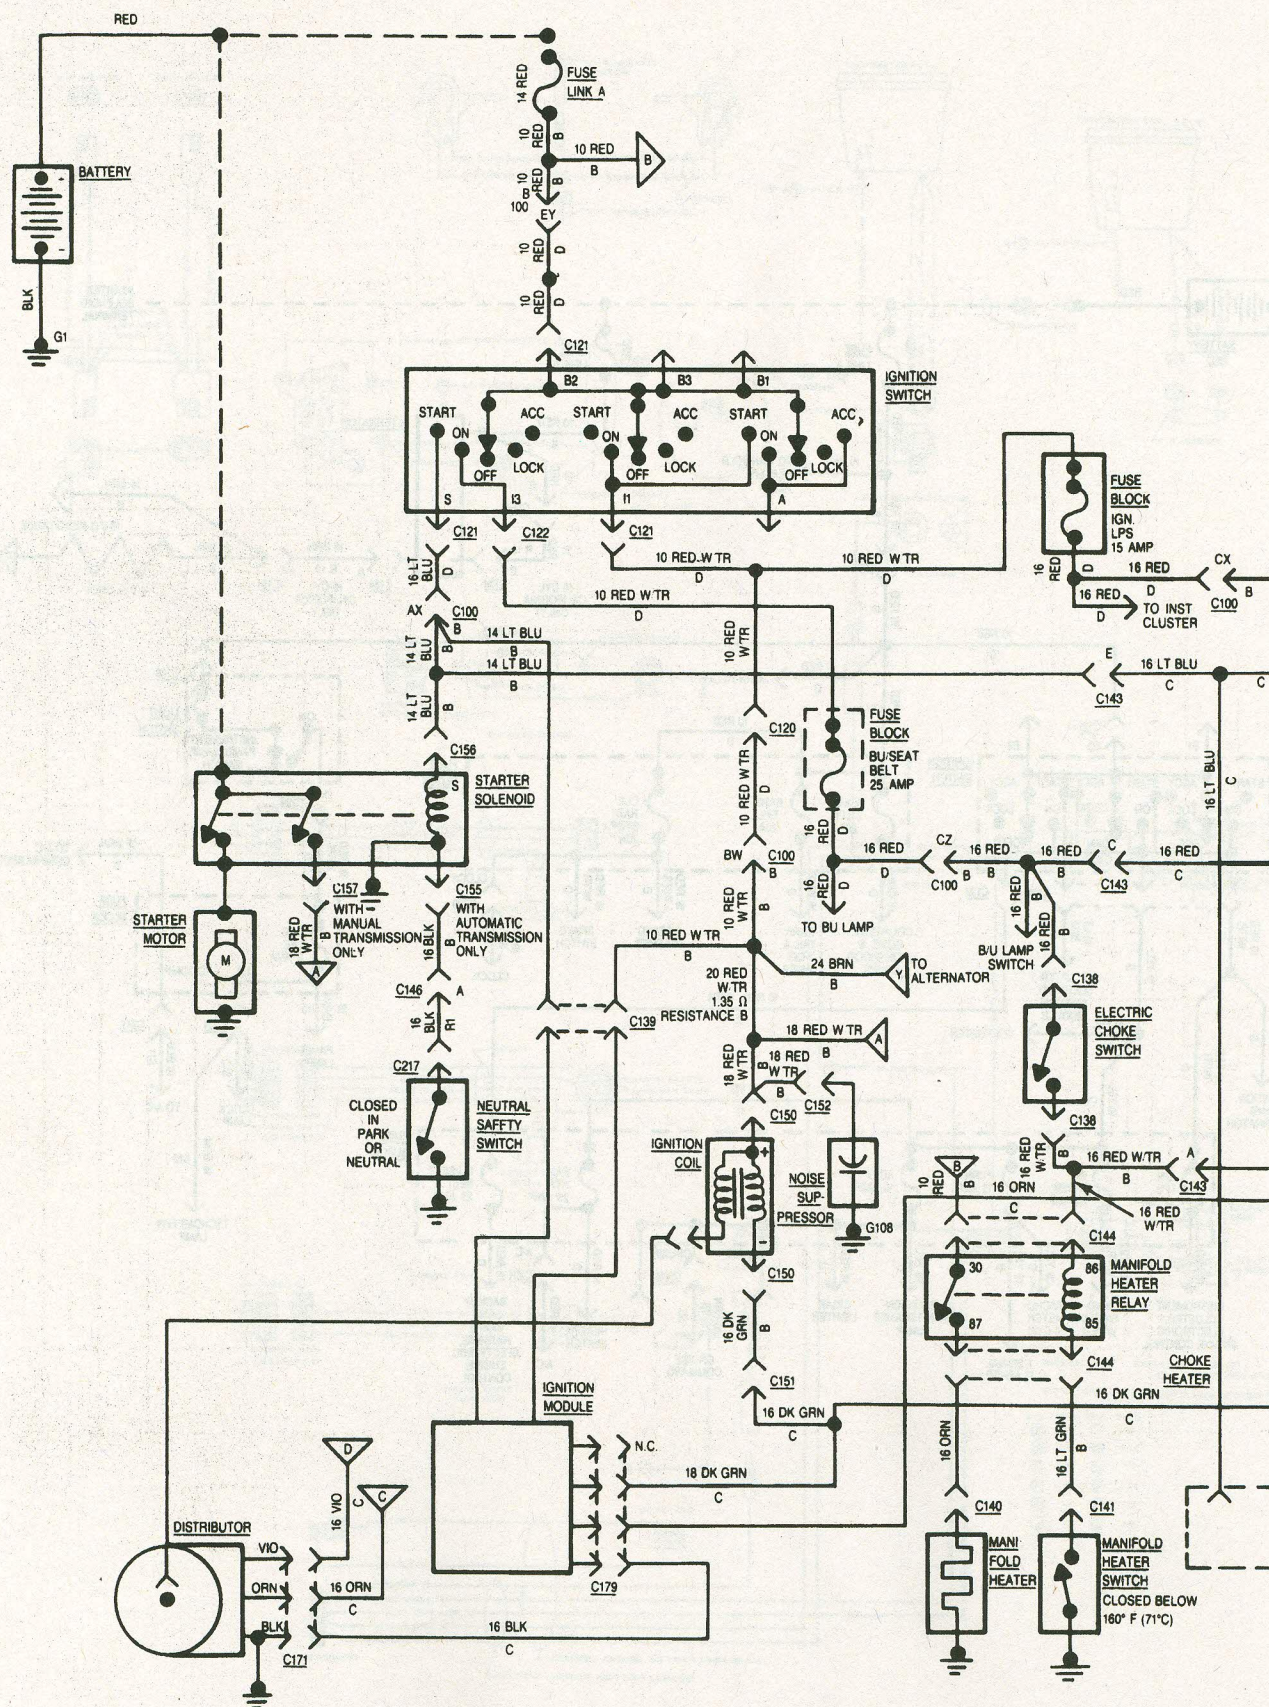 RED
14 RED
FUSE
LINK A
10
RED
B
10 RED
B
B
10
RED
B
B
100
EY
10
RED
D
10
RED
D
BATTERY
-
-
BLK
G1
C121
B2
B3
B1
IGNITION
SWITCH
START
ON
ACC
OFF
LOCK
START
ON
ACC
OFF
LOCK
START
ON
ACC
OFF
LOCK
S
I3
I1
A
C121
C122
C121
FUSE
BLOCK
IGN.
LPS
15 AMP
16
RED
D
16 RED
D
CX
C100
B
16 RED
D
TO INST
CLUSTER
16 LT
BLU
D
10 RED W TR
D
10 RED W TR
D
10 RED W TR
D
AX
C100
B
14 LT
BLU
B
14 LT BLU
B
14 LT BLU
B
10 RED
W/TR
E
C143
16 LT BLU
C
C
14 LT
BLU
B
C156
C120
FUSE
BLOCK
BU/SEAT
BELT
25 AMP
16 LT BLU
C
S
STARTER
SOLENOID
10 RED W TR
D
16
RED
D
BW
C100
B
16 RED
D
CZ
C100
16 RED
B
B
16 RED
B
C
C143
16 RED
C
C157
WITH
MANUAL
TRANSMISSION
ONLY
C155
WITH
AUTOMATIC
TRANSMISSION
ONLY
16
RED
D
TO BU LAMP
10 RED
W/TR
B
16 RED
B
16 RED
B
B/U LAMP
SWITCH
STARTER
MOTOR
M
18 RED
W/TR
B
A
16 BLK
B
10 RED W TR
B
24 BRN
B
Y
TO
ALTERNATOR
20 RED
W/TR
1.35 Ω
RESISTANCE B
C146
A
C138
16
BLK
R1
C139
18 RED W TR
B
A
ELECTRIC
CHOKE
SWITCH
C217
18 RED
W TR
B
18 RED
W TR
B
C152
CLOSED
IN
PARK
OR
NEUTRAL
NEUTRAL
SAFFTY
SWITCH
C150
C138
IGNITION
COIL
+
-
NOISE
SUP-
PRESSOR
G108
16 RED
W/TR
B
16 RED W/TR
B
A
C143
B
10
RED
B
16 ORN
C
16 RED
W/TR
C144
C150
30
86
87
85
MANIFOLD
HEATER
RELAY
16 DK
GRN
B
C144
CHOKE
HEATER
C151
16 DK GRN
C
16 DK GRN
C
IGNITION
MODULE
16 ORN
16 LT GRN
B
N.C.
18 DK GRN
C
D
16 VIO
C
C
C140
C141
DISTRIBUTOR
VIO
ORN
BLK
16 ORN
C
C171
C179
16 BLK
C
MANI
FOLD
HEATER
MANIFOLD
HEATER
SWITCH
CLOSED BELOW
160° F (71°C)